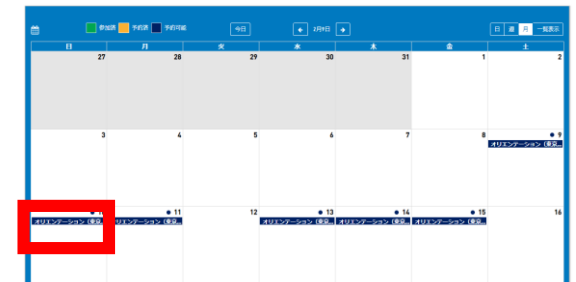 参加済 予約済 予約可能 今日 2月9日 日 週 月 一覧表示
日 月 火 水 木 金 土
27 28 29 30 31 1 2
3 4 5 6 7 8 9
オリエンテーション (東京...
11 12 13 14 15 16
オリエンテーション (東京... オリエンテーション (東京... オリエンテーション (東京... オリエンテーション (東京... オリエンテーション (東京...